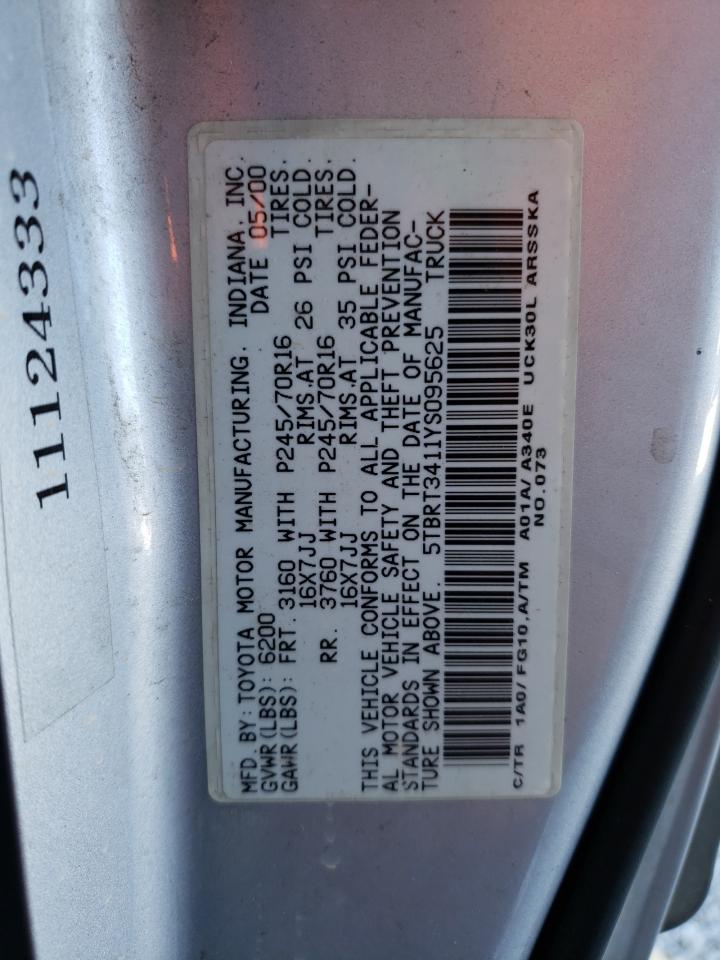 11124333
MFD. BY: TOYOTA MOTOR MANUFACTURING, INDIANA, INC.
GVWR(LBS): 6200 DATE 05/00
GAWR(LBS): FRT. 3160 WITH P245/70R16 TIRES,
16X7JJ RIMS,AT 26 PSI COLD.
RR. 3760 WITH P245/70R16 TIRES,
16X7JJ RIMS,AT 35 PSI COLD.
THIS VEHICLE CONFORMS TO ALL APPLICABLE FEDER-
AL MOTOR VEHICLE SAFETY AND THEFT PREVENTION
STANDARDS IN EFFECT ON THE DATE OF MANUFAC-
TURE SHOWN ABOVE. 5TBRT3411YS095625 TRUCK
C/TR 1A0/FG10,A/TM A01A/A340E UCK30L ARSSKA
NO.073